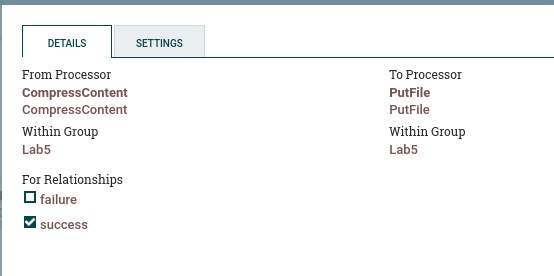 DETAILS SETTINGS
From Processor To Processor
CompressContent PutFile
CompressContent PutFile
Within Group Within Group
Lab5 Lab5
For Relationships
failure
success